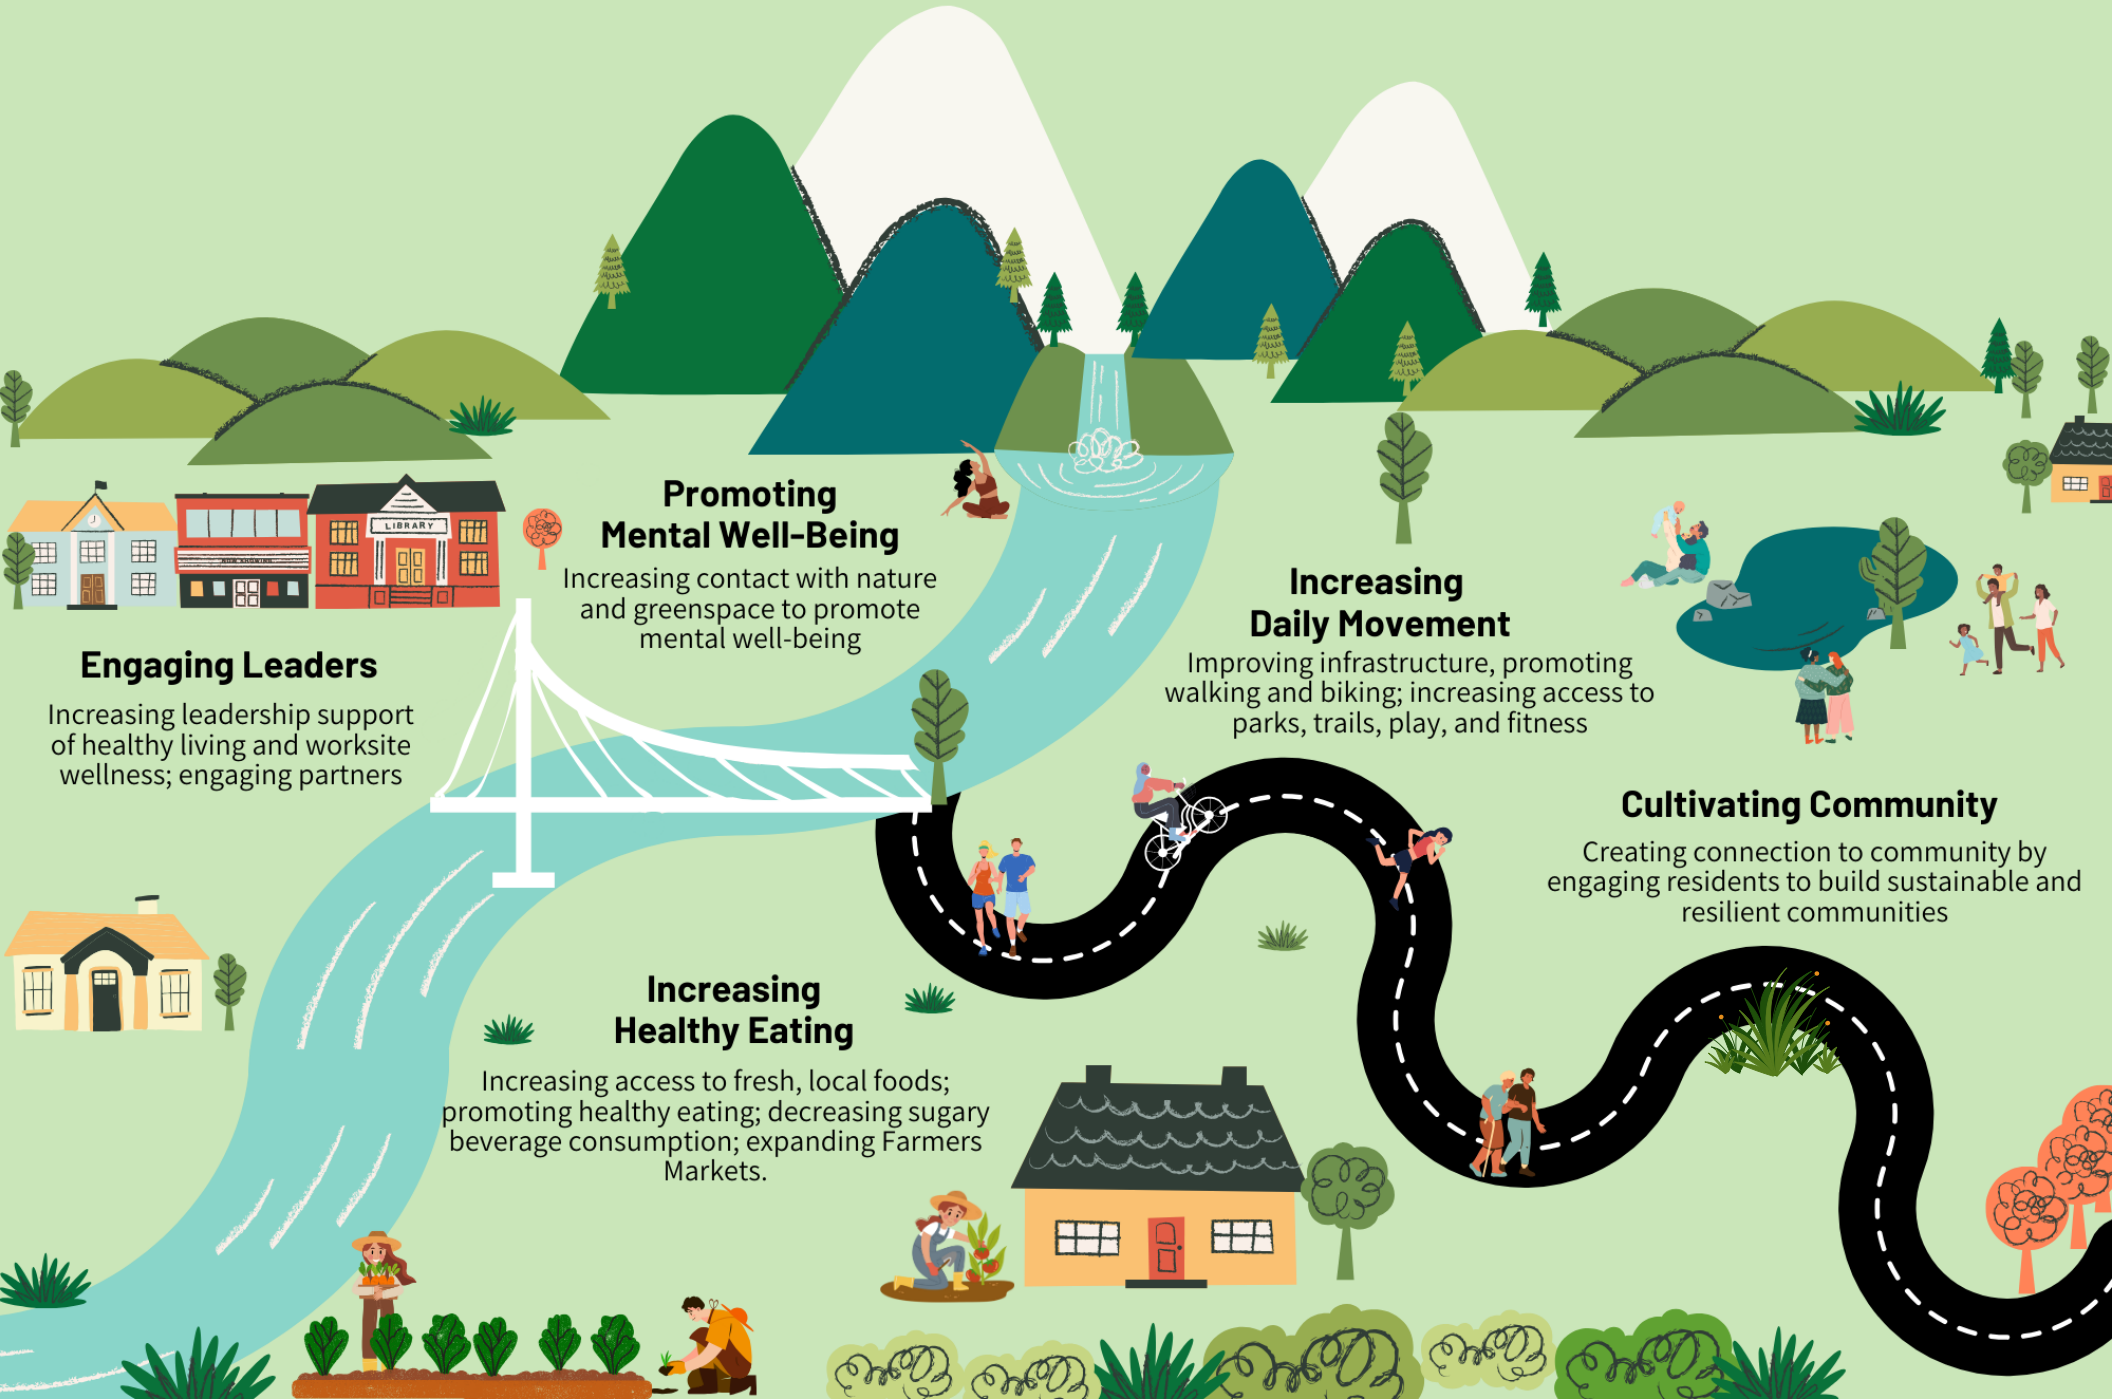 LIBRARY
Promoting
Mental Well-Being
Increasing contact with nature
and greenspace to promote
mental well-being
Engaging Leaders
Increasing leadership support
of healthy living and worksite
wellness; engaging partners
Increasing
Daily Movement
Improving infrastructure, promoting
walking and biking; increasing access to
parks, trails, play, and fitness
Cultivating Community
Creating connection to community by
engaging residents to build sustainable and
resilient communities
Increasing
Healthy Eating
Increasing access to fresh, local foods;
promoting healthy eating; decreasing sugary
beverage consumption; expanding Farmers
Markets.